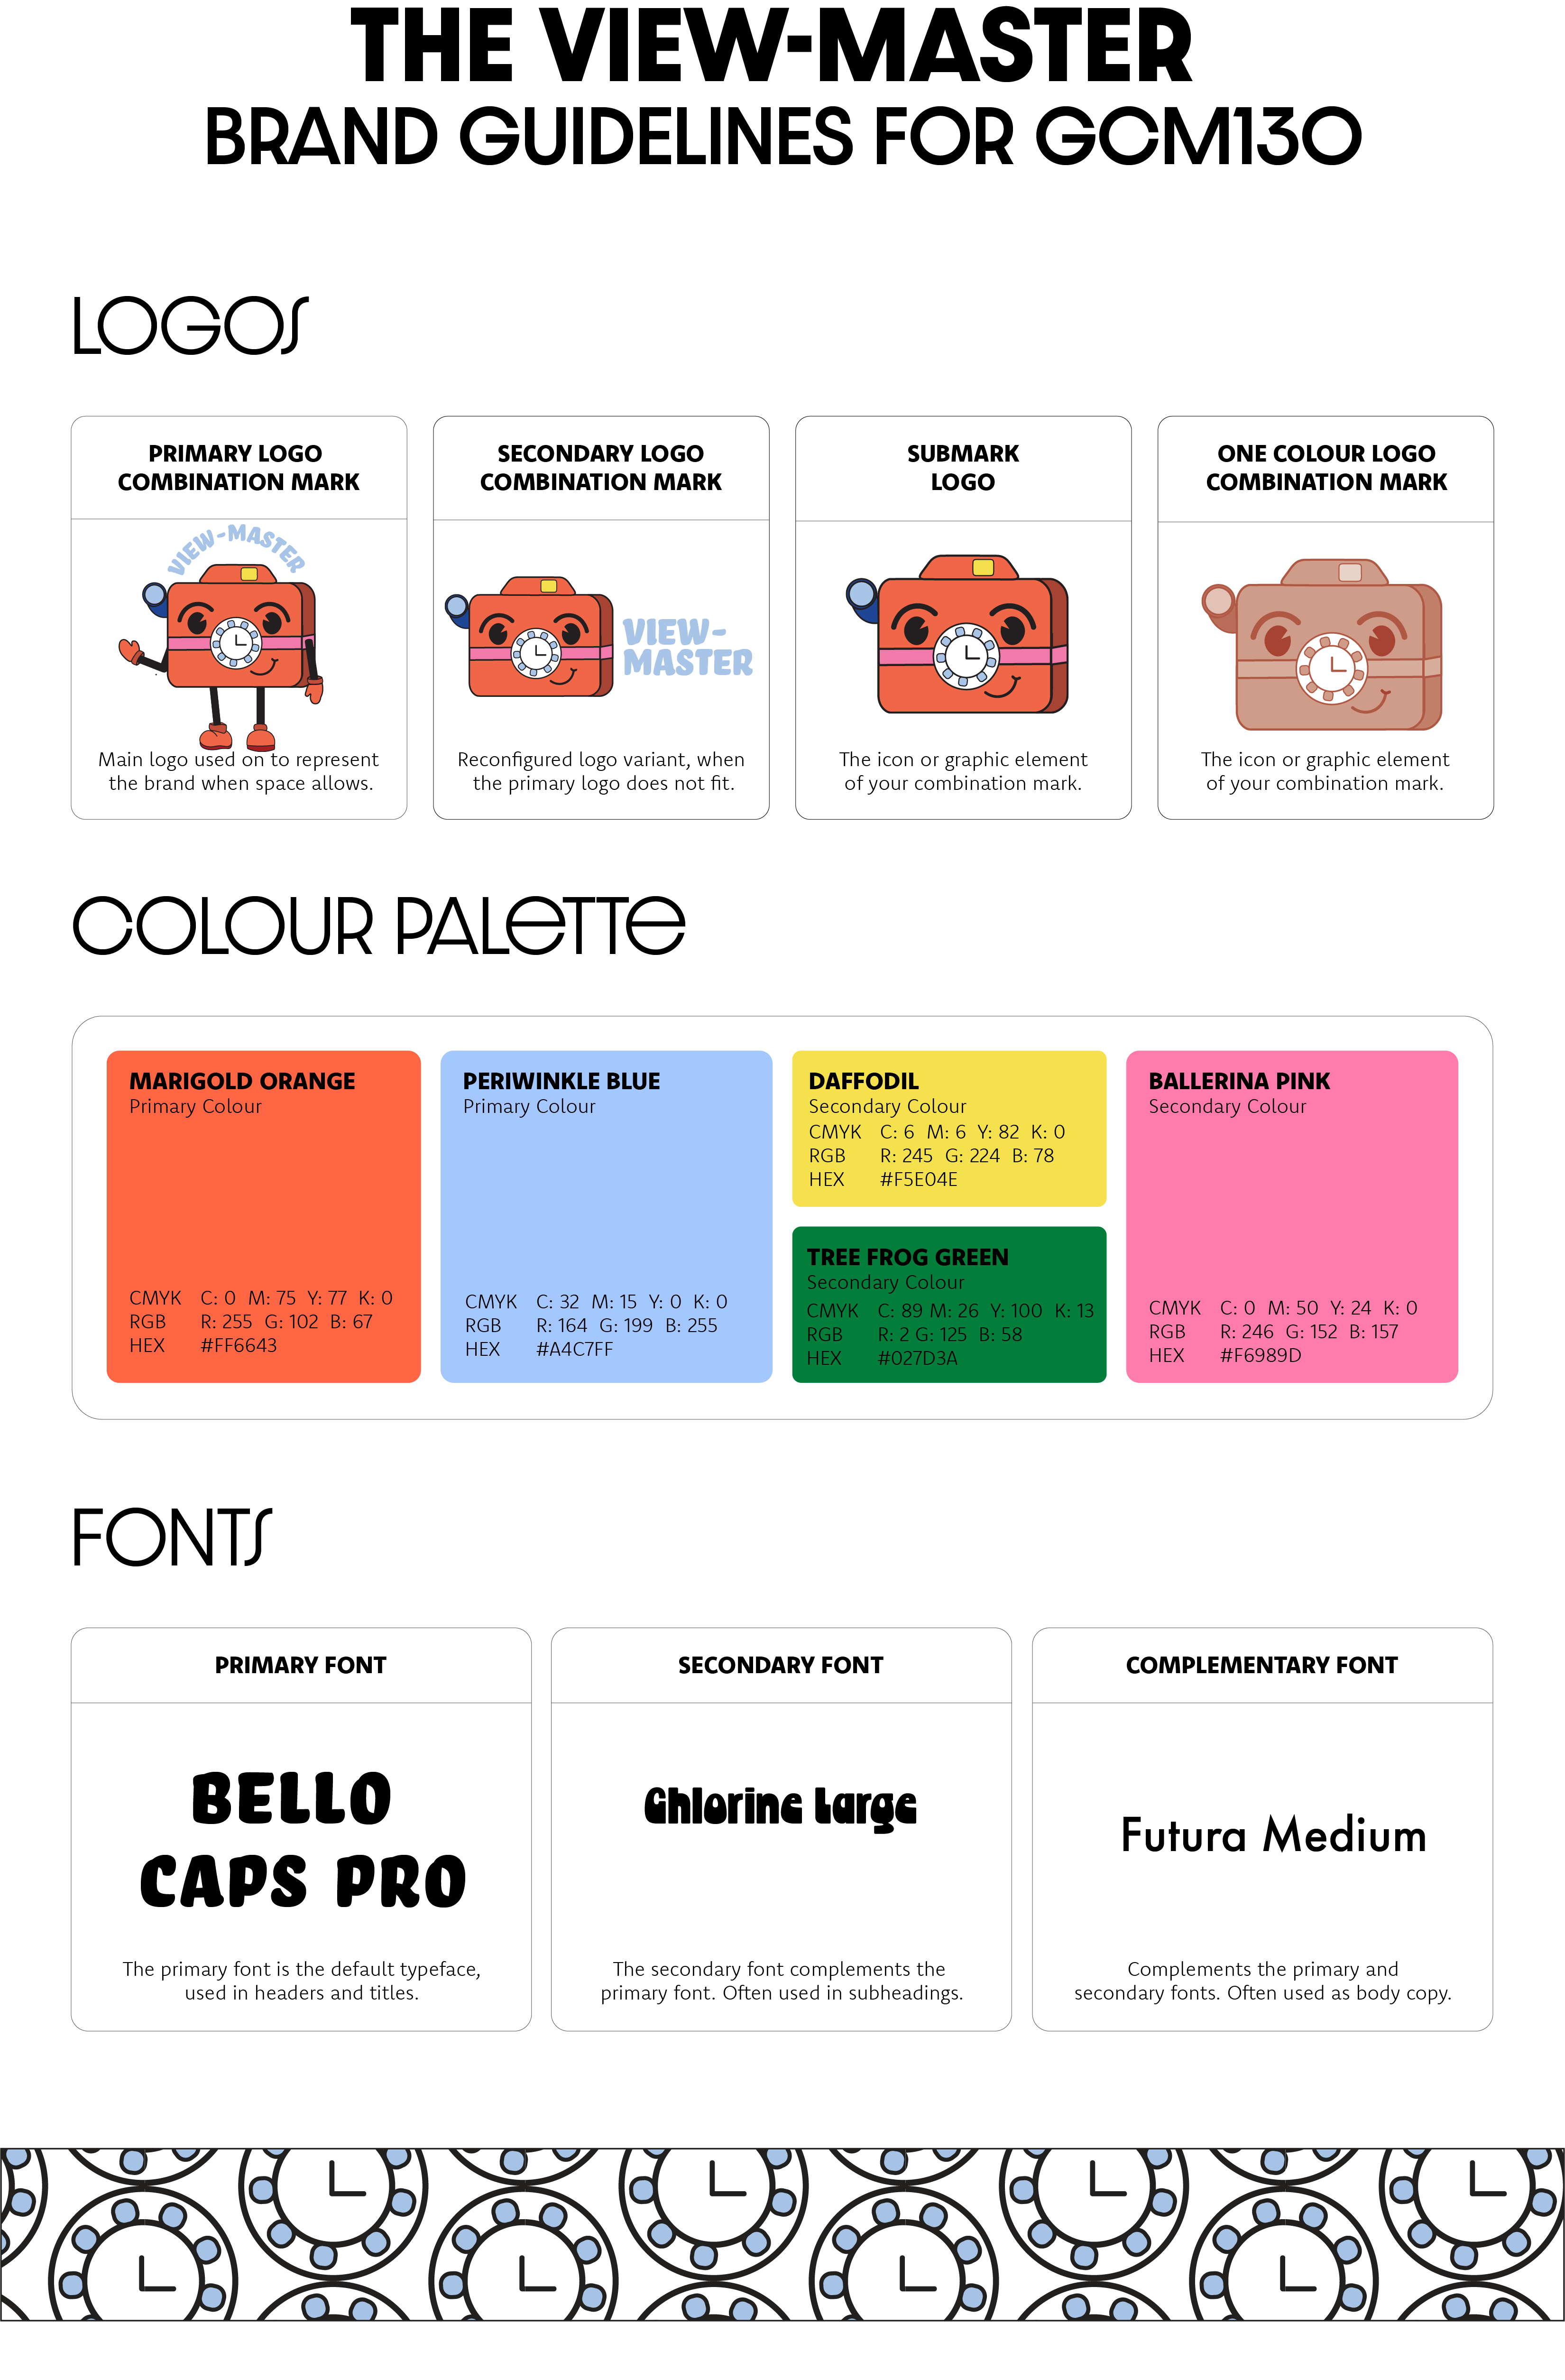 THE VIEW-MASTER
BRAND GUIDELINES FOR GCM130
LOGOS
PRIMARY LOGO
COMBINATION MARK
VIEW-MASTER
Main logo used on to represent
the brand when space allows.
SECONDARY LOGO
COMBINATION MARK
VIEW-
MASTER
Reconfigured logo variant, when
the primary logo does not fit.
SUBMARK
LOGO
The icon or graphic element
of your combination mark.
ONE COLOUR LOGO
COMBINATION MARK
The icon or graphic element
of your combination mark.
COLOUR PALeTTe
MARIGOLD ORANGE
Primary Colour
CMYK C: 0 M: 75 Y: 77 K: 0
RGB R: 255 G: 102 B: 67
HEX #FF6643
PERIWINKLE BLUE
Primary Colour
CMYK C: 32 M: 15 Y: 0 K: 0
RGB R: 164 G: 199 B: 255
HEX #A4C7FF
DAFFODIL
Secondary Colour
CMYK C: 6 M: 6 Y: 82 K: 0
RGB R: 245 G: 224 B: 78
HEX #F5E04E
TREE FROG GREEN
Secondary Colour
CMYK C: 89 M: 26 Y: 100 K: 13
RGB R: 2 G: 125 B: 58
HEX #027D3A
BALLERINA PINK
Secondary Colour
CMYK C: 0 M: 50 Y: 24 K: 0
RGB R: 246 G: 152 B: 157
HEX #F6989D
FONTS
PRIMARY FONT
BELLO
CAPS PRO
The primary font is the default typeface,
used in headers and titles.
SECONDARY FONT
Chlorine Large
The secondary font complements the
primary font. Often used in subheadings.
COMPLEMENTARY FONT
Futura Medium
Complements the primary and
secondary fonts. Often used as body copy.